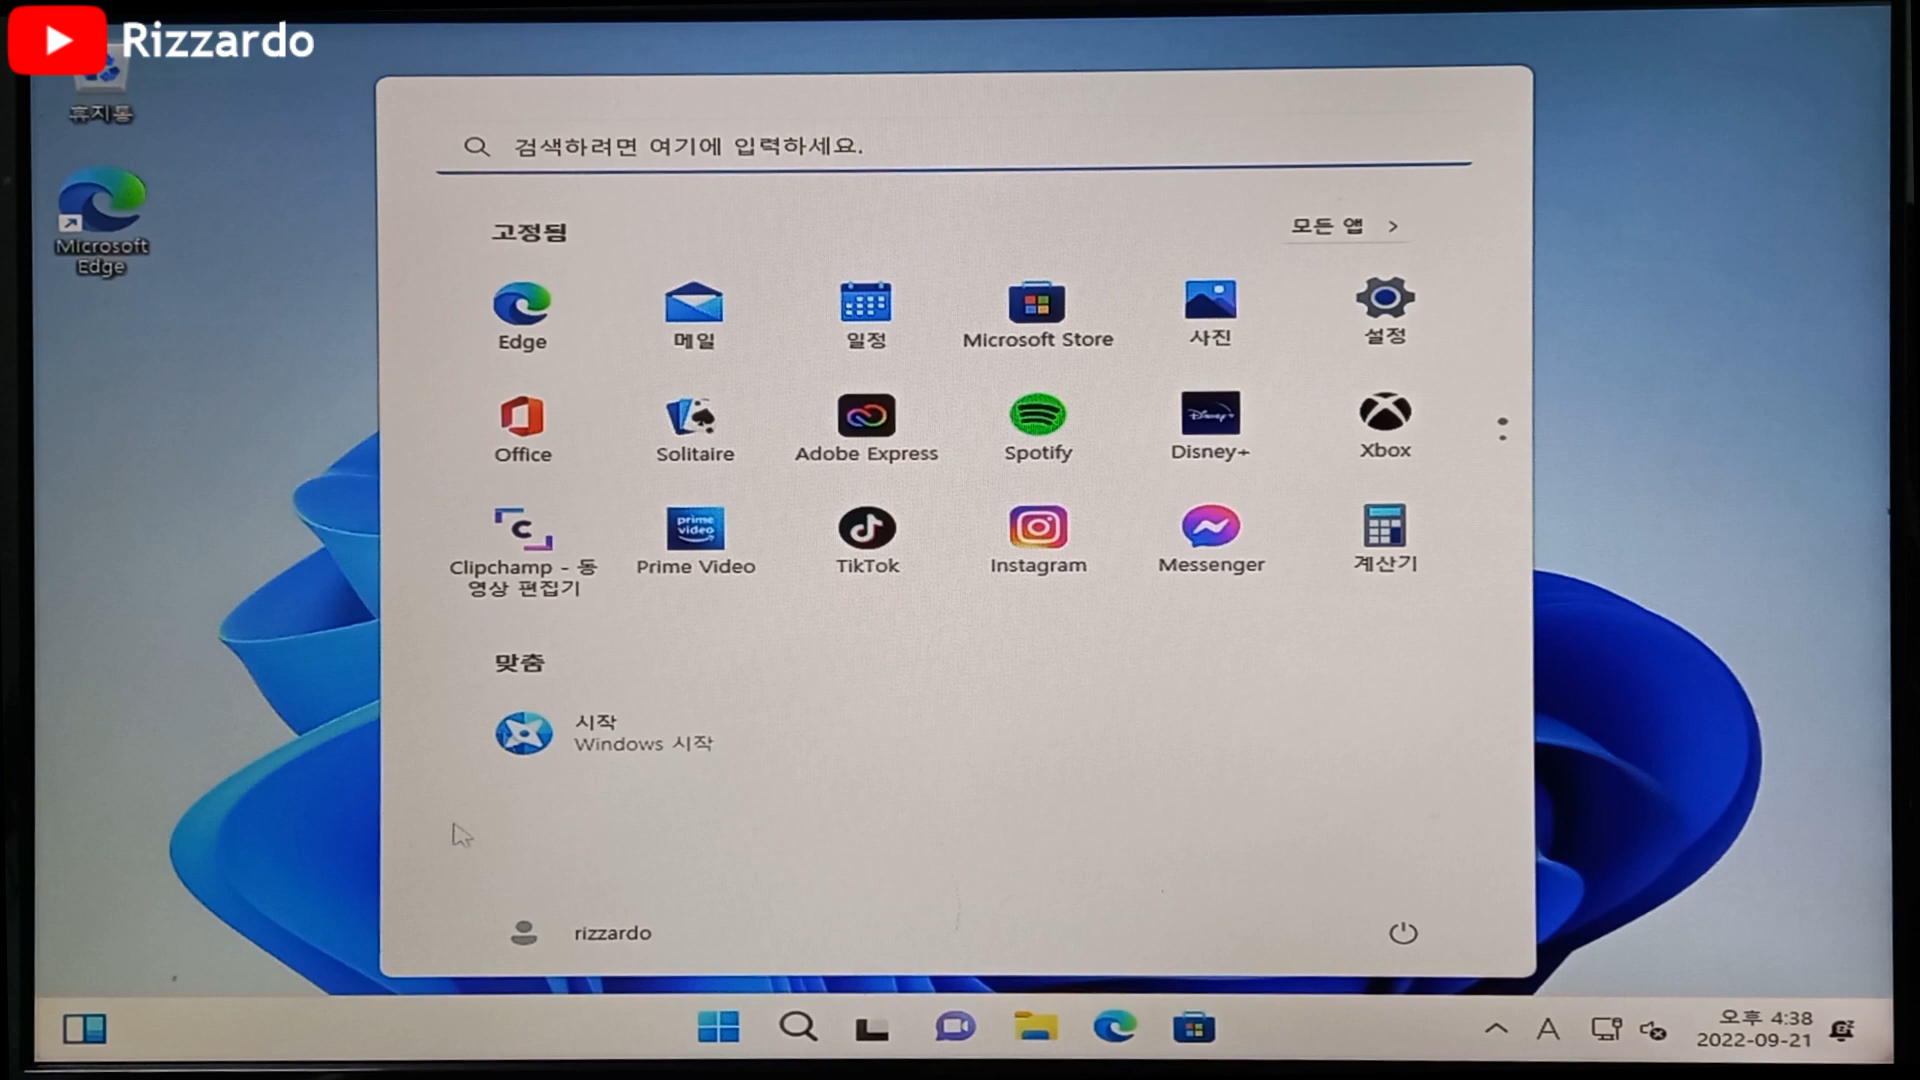 Rizzardo
휴지통
Microsoft
Edge
검색하려면 여기에 입력하세요.
고정됨
모든 앱 >
Edge
메일
일정
Microsoft Store
사진
설정
Office
Solitaire
Adobe Express
Disney+
Spotify
Disney+
Xbox
prime
video
Clipchamp - 동
영상 편집기
Prime Video
TikTok
Instagram
Messenger
계산기
맞춤
시작
Windows 시작
rizzardo
A
오후 4:38
2022-09-21